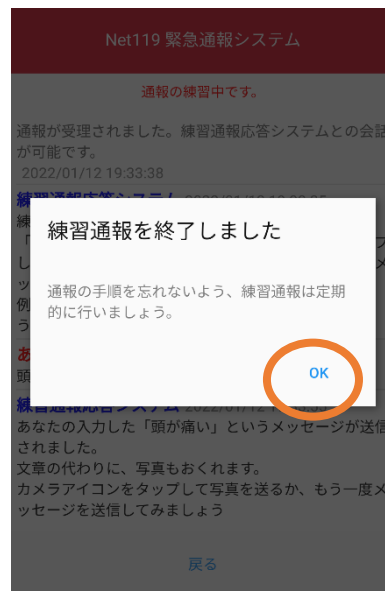 Net119 緊急通報システム
通報の練習中です。
通報が受理されました。練習通報応答システムとの会話
が可能です。
2022/01/12 19:33:38
練習通報を終了しました
通報の手順を忘れないよう、練習通報は定期
的に行いましょう。
OK
あなたの入力した「頭が痛い」というメッセージが送信
されました。
文章の代わりに、写真もおくれます。
カメラアイコンをタップして写真を送るか、もう一度メ
ッセージを送信してみましょう
戻る